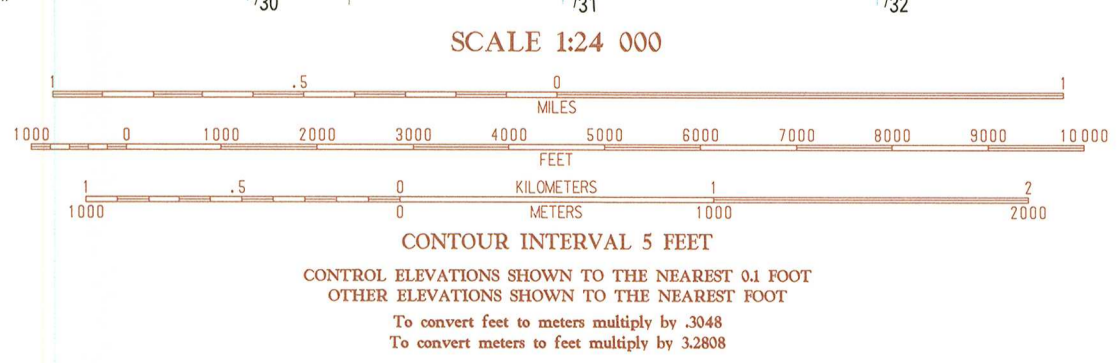 730 731 732
SCALE 1:24 000
1 .5 0 1
MILES
1000 0 1000 2000 3000 4000 5000 6000 7000 8000 9000 10 000
FEET
1 .5 0 KILOMETERS 1 2
1000 0 METERS 1000 2000
CONTOUR INTERVAL 5 FEET
CONTROL ELEVATIONS SHOWN TO THE NEAREST 0.1 FOOT
OTHER ELEVATIONS SHOWN TO THE NEAREST FOOT
To convert feet to meters multiply by .3048
To convert meters to feet multiply by 3.2808